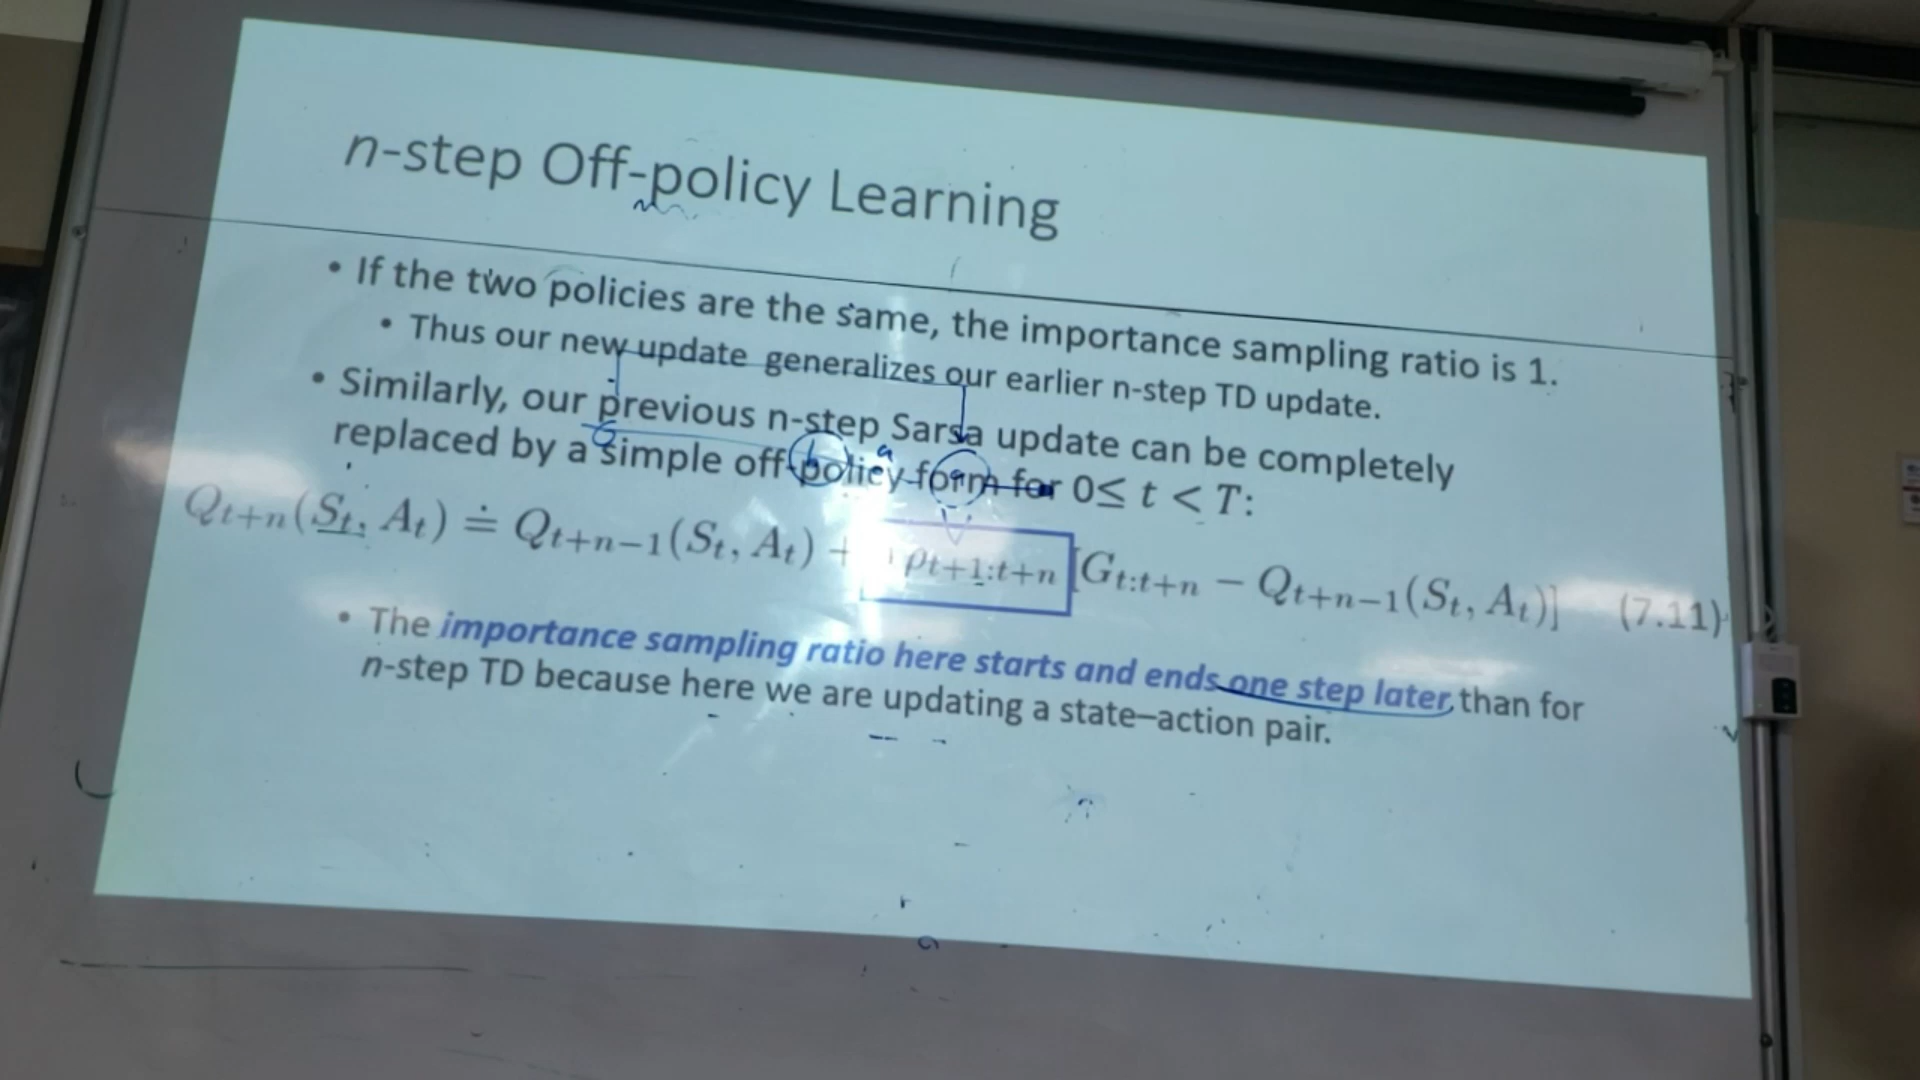 n-step Off-policy Learning
• If the two policies are the same, the importance sampling ratio is 1.
• Thus our new update generalizes our earlier n-step TD update.
• Similarly, our previous n-step Sarsa update can be completely
replaced by a simple off-policy form for 0≤ t < T:
Qt+n(St, At) ≐ Qt+n−1(St, At) + ρt+1:t+n [Gt:t+n − Qt+n−1(St, At)] (7.11)
• The importance sampling ratio here starts and ends one step later than for
n-step TD because here we are updating a state–action pair.